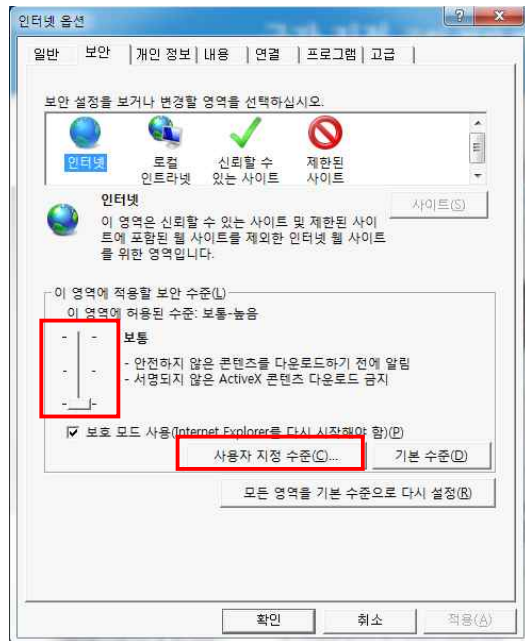 인터넷 옵션
일반 보안 개인 정보 내용 연결 프로그램 고급
보안 설정을 보거나 변경할 영역을 선택하십시오.
인터넷 로컬 인트라넷 신뢰할 수 있는 사이트 제한된 사이트
인터넷
사이트(S)
이 영역은 신뢰할 수 있는 사이트 및 제한된 사이
트에 포함된 웹 사이트를 제외한 인터넷 웹 사이트
를 위한 영역입니다.
이 영역에 적용할 보안 수준(L)
이 영역에 허용된 수준: 보통-높음
보통
- 안전하지 않은 콘텐츠를 다운로드하기 전에 알림
- 서명되지 않은 ActiveX 콘텐츠 다운로드 금지
보호 모드 사용(Internet Explorer를 다시 시작해야 함)(P)
사용자 지정 수준(C)... 기본 수준(D)
모든 영역을 기본 수준으로 다시 설정(R)
확인 취소 적용(A)